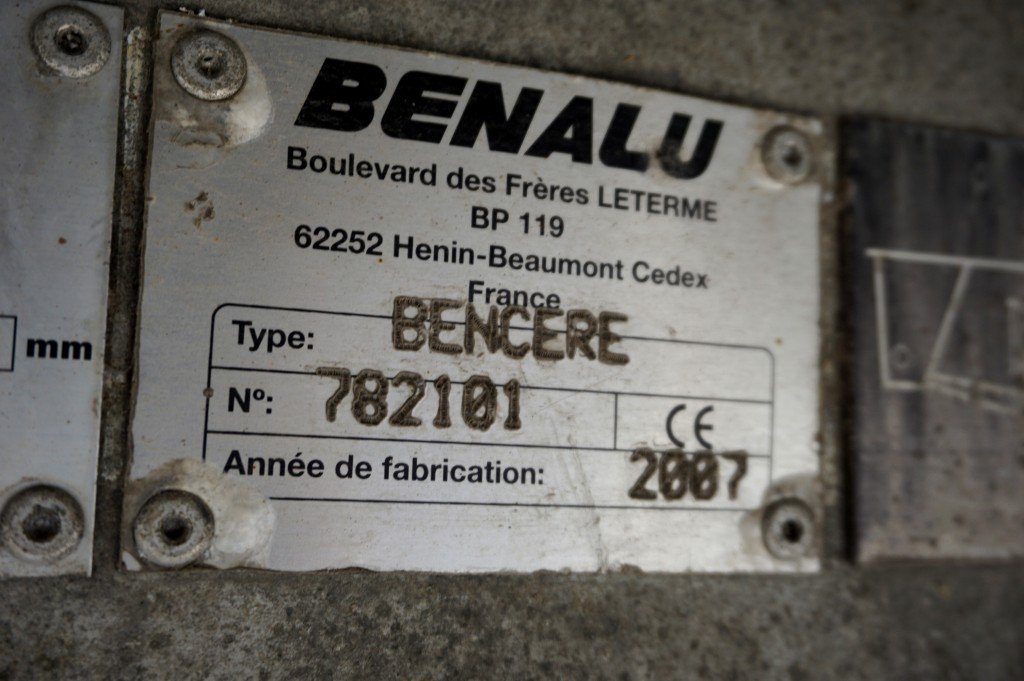 BENALU
Boulevard des Frères LETERME
BP 119
62252 Henin-Beaumont Cedex
France
Type: BENCERE
Nº: 782101 CE
Année de fabrication: 2007
mm